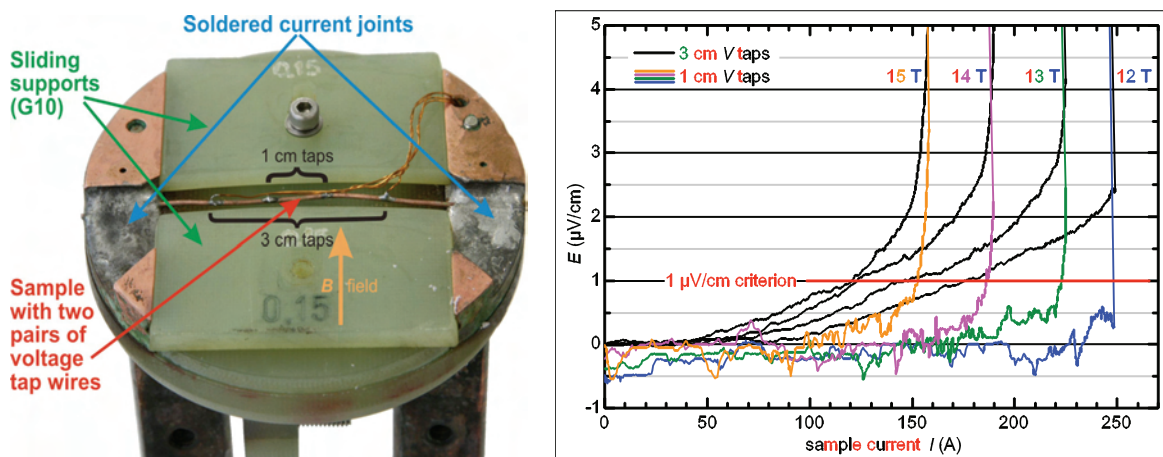 Soldered current joints
Sliding
supports
(G10)
0.15
1 cm taps
3 cm taps
B field
0.15
Sample
with two
pairs of
voltage
tap wires
5
4
3
2
1
0
-1
E (µV/cm)
3 cm V taps
1 cm V taps
15 T
14 T
13 T
12 T
1 µV/cm criterion
0
50
100
150
200
250
sample current I (A)